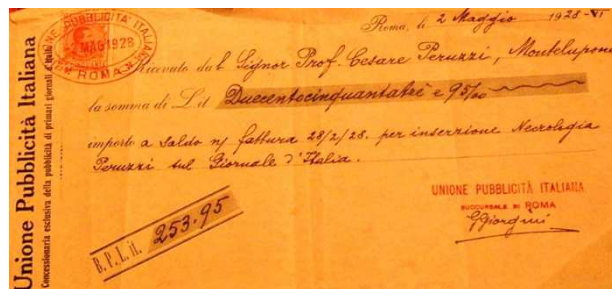 Unione Pubblicità Italiana
Concessionaria esclusiva della pubblicità di primari giornali d'Italia
UNIONE PUBBLICITÀ ITALIANA
2 MAG 1928
ROMA
Roma, li 2 Maggio 1928-VI
Ricevuto dal Signor Prof. Cesare Peruzzi, Montelupone
la somma di L. it. Duecentocinquantatrè e 95/00
importo a saldo n/ fattura 28/2/28. per inserzione Necrologia
Peruzzi sul Giornale d'Italia.
B. P. L. it. 253.95
UNIONE PUBBLICITÀ ITALIANA
SUCCURSALE DI ROMA
GGiorgini